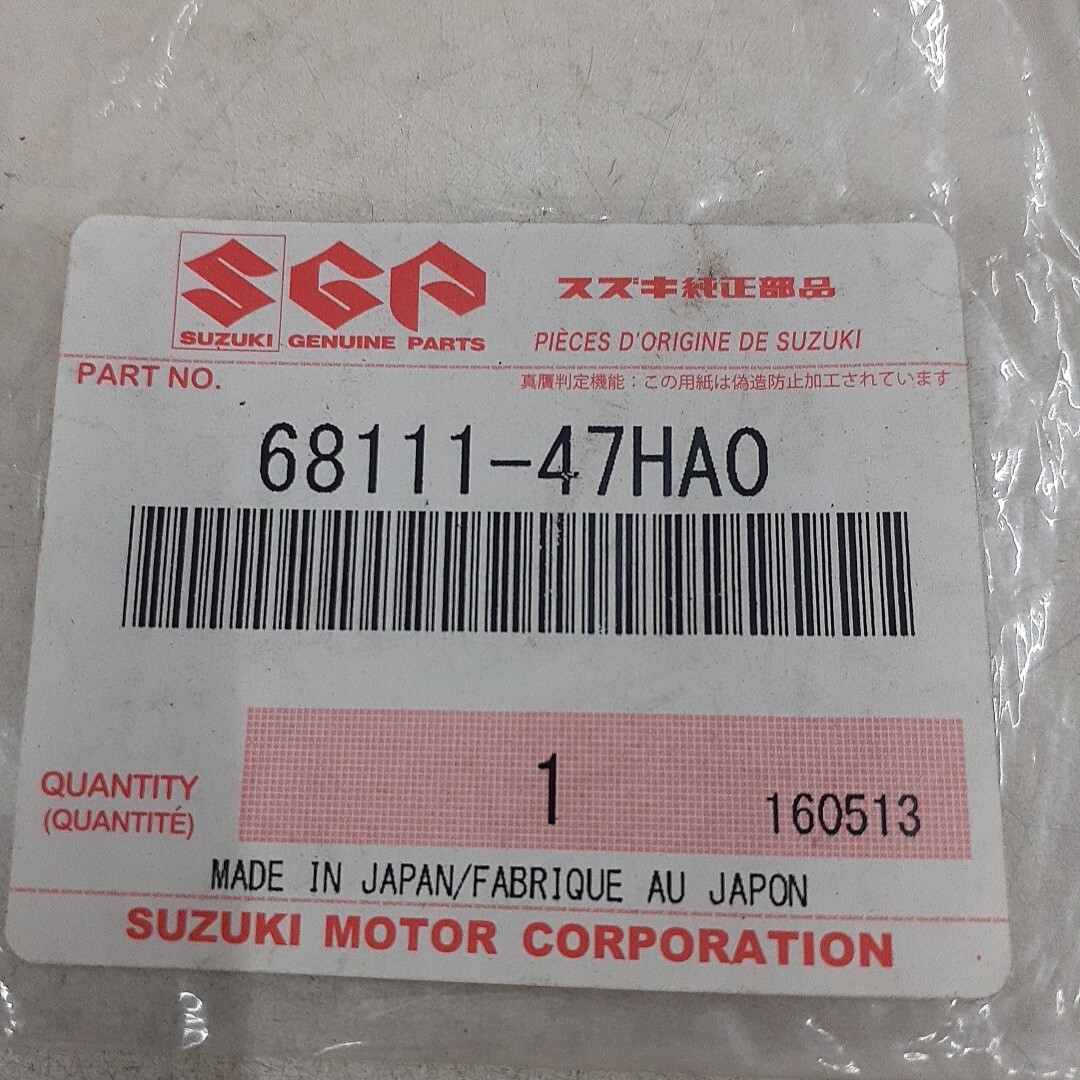 SGP
SUZUKI GENUINE PARTS
スズキ純正部品
PIÈCES D'ORIGINE DE SUZUKI
PART NO.
真贋判定機能：この用紙は偽造防止加工されています
68111-47HA0
QUANTITY
(QUANTITÉ)
1
160513
MADE IN JAPAN/FABRIQUE AU JAPON
SUZUKI MOTOR CORPORATION